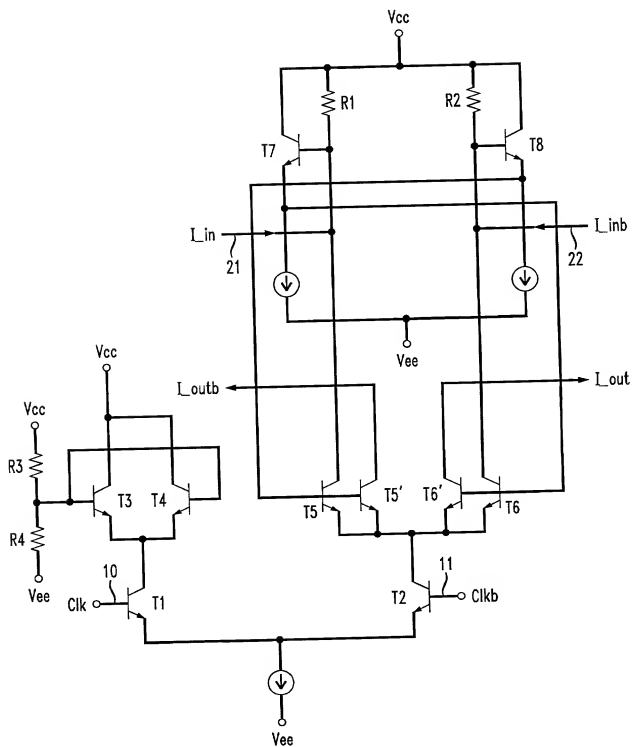 Vcc
R1
R2
T7
T8
I_in
21
I_inb
22
Vee
Vcc
I_outb
I_out
Vcc
R3
T3
T4
T5
T5'
T6'
T6
R4
Vee
10
11
Clk
T1
T2
Clkb
Vee